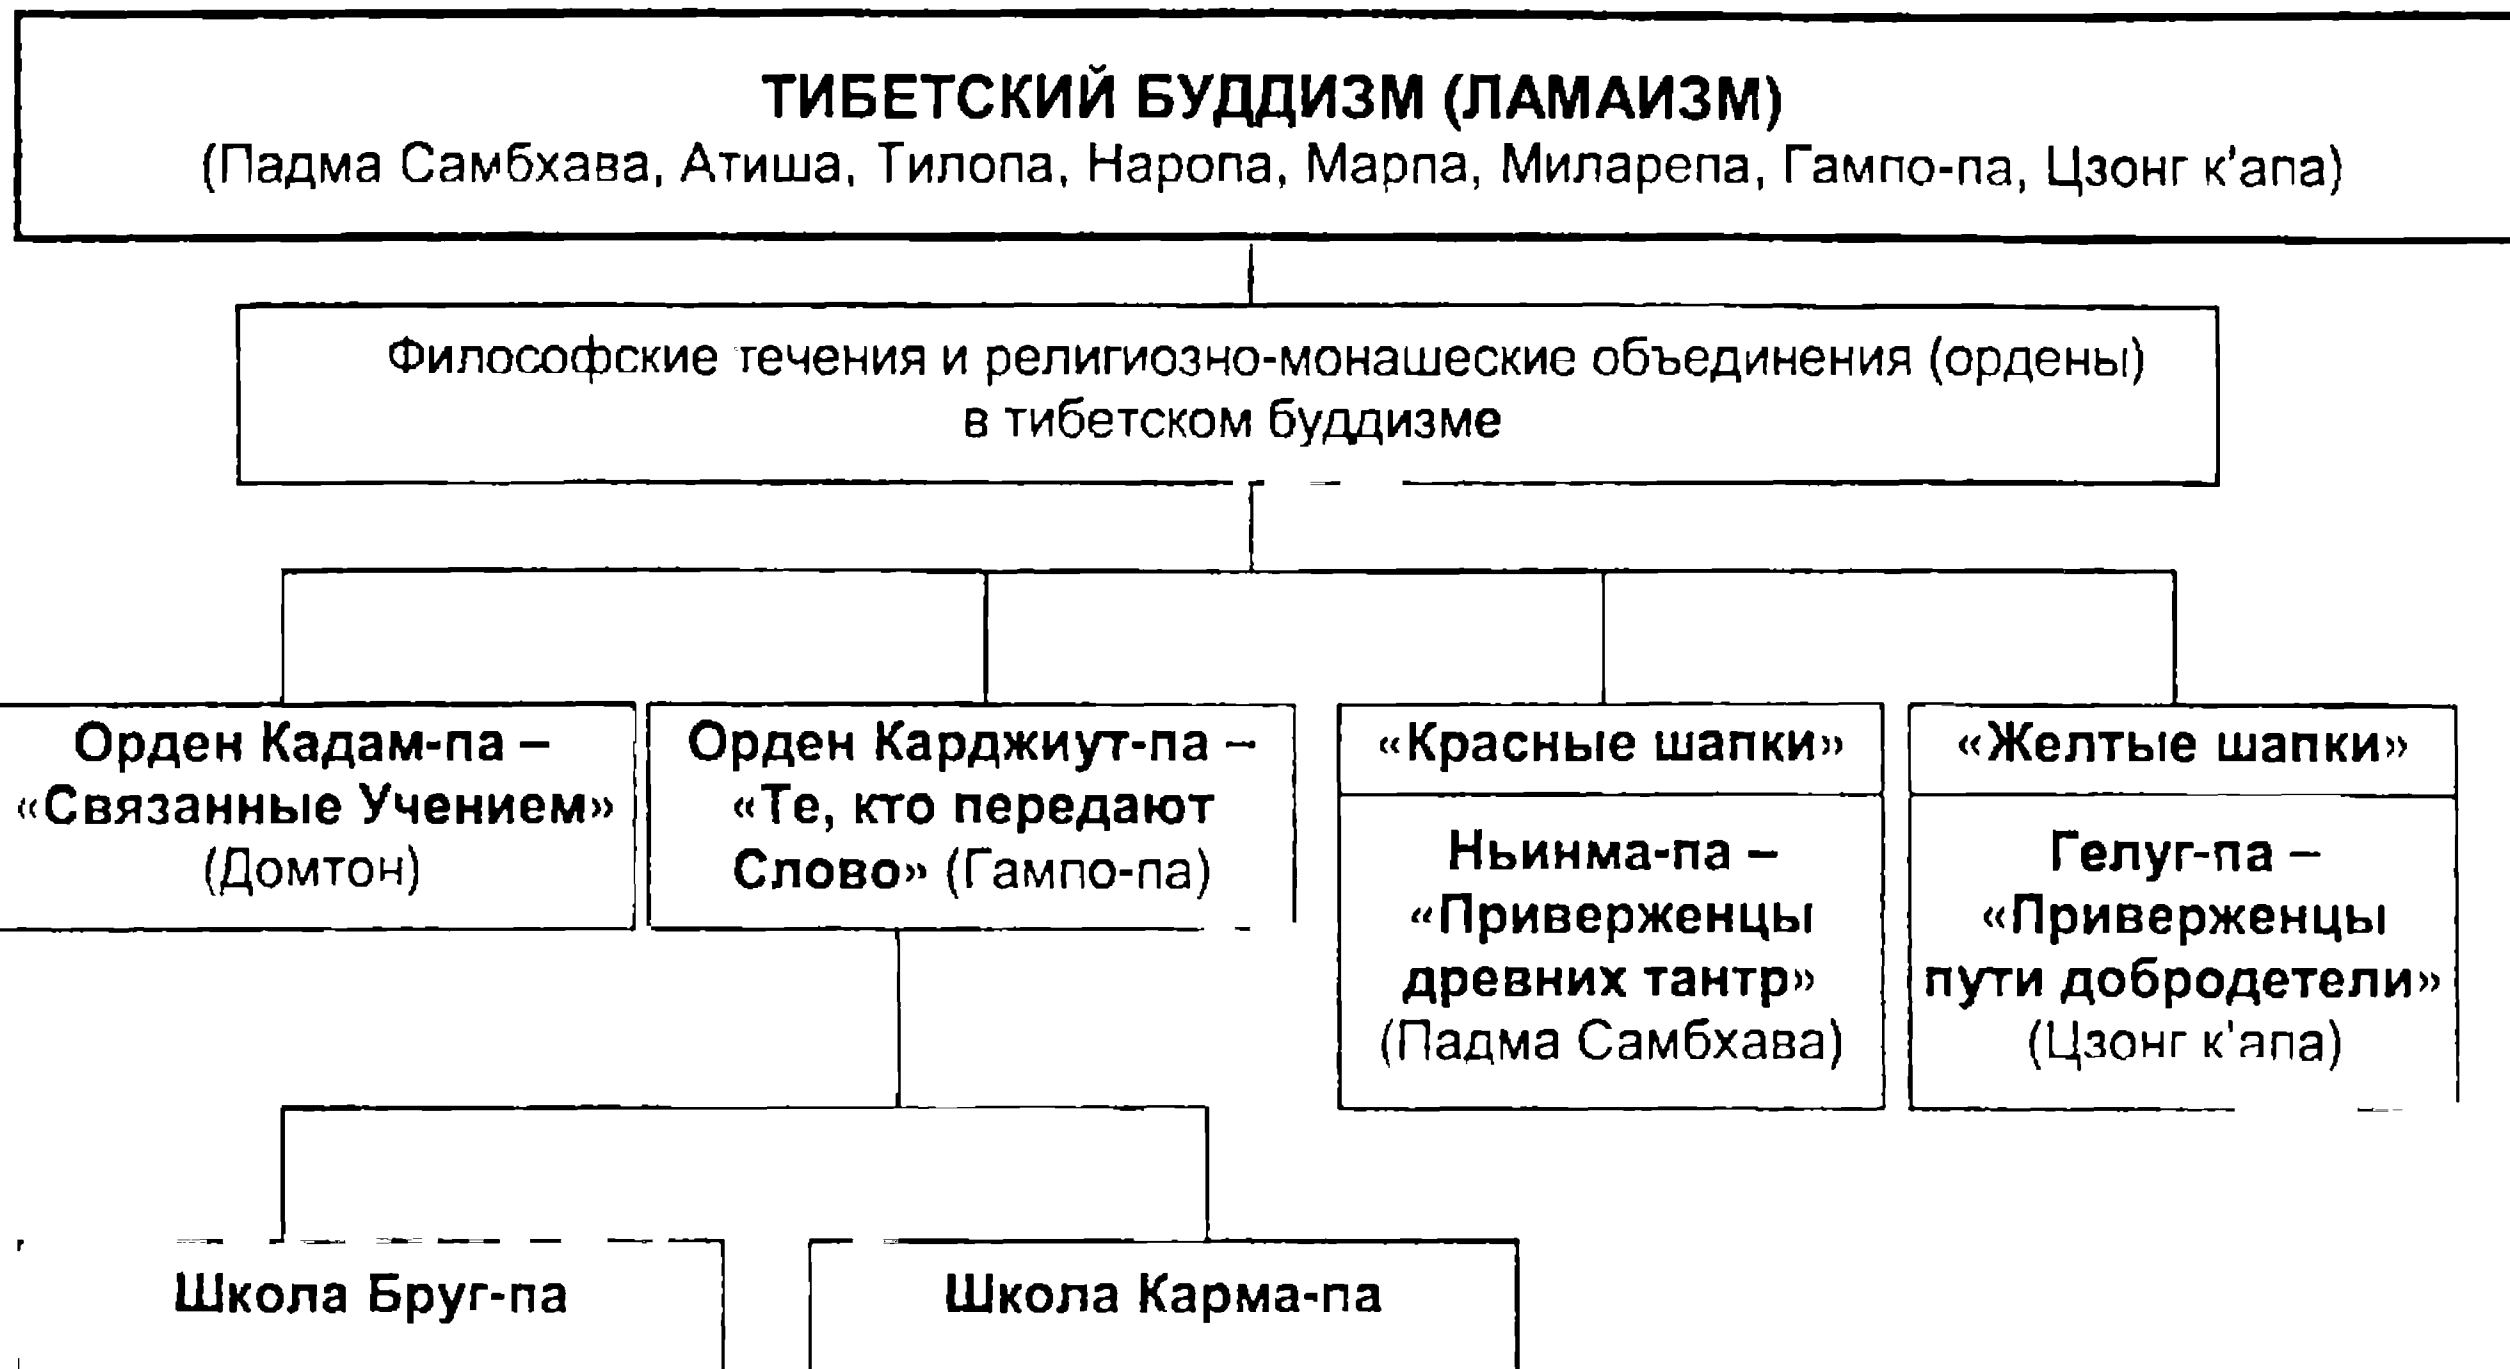 ТИБЕТСКИЙ БУДДИЗМ (ЛАМАИЗМ)
(Падма Самбхава, Атиша, Тилопа, Наропа, Марпа, Миларепа, Гампо-па, Цзонг к’апа)
Философские течения и религиозно-монашеские объединения (ордены)
в тибетском буддизме
Орден Кадам-па –
«Связанные Учением»
(Домтон)
Орден Карджиут-па –
«Те, кто передают
Слово» (Гампо-па)
«Красные шапки»
Ньинма-па –
«Приверженцы
древних тантр»
(Падма Самбхава)
«Желтые шапки»
Гелуг-па –
«Приверженцы
пути добродетели»
(Цзонг к’апа)
Школа Бруг-па
Школа Карма-па